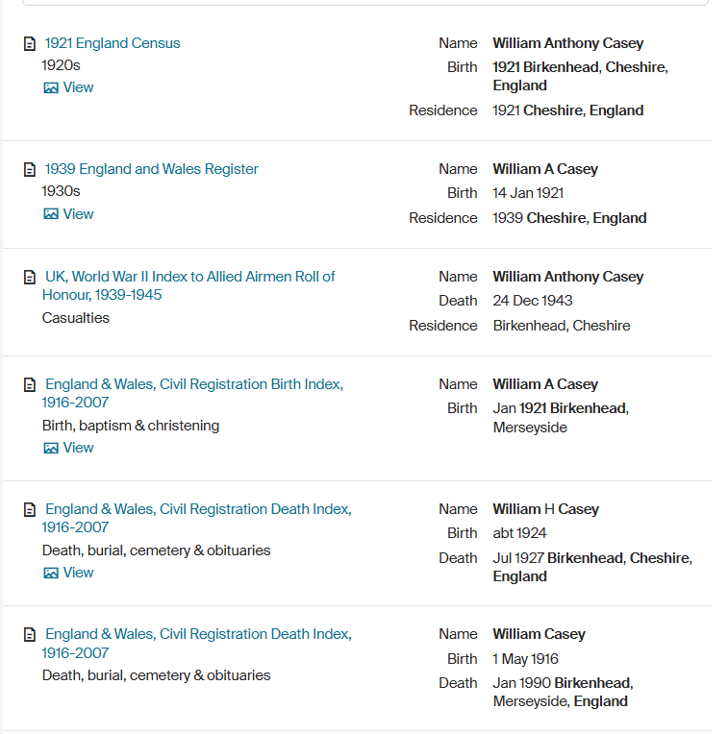 1921 England Census
1920s
View
Name William Anthony Casey
Birth 1921 Birkenhead, Cheshire,
England
Residence 1921 Cheshire, England
1939 England and Wales Register
1930s
View
Name William A Casey
Birth 14 Jan 1921
Residence 1939 Cheshire, England
UK, World War II Index to Allied Airmen Roll of
Honour, 1939-1945
Casualties
Name William Anthony Casey
Death 24 Dec 1943
Residence Birkenhead, Cheshire
England & Wales, Civil Registration Birth Index,
1916-2007
Birth, baptism & christening
View
Name William A Casey
Birth Jan 1921 Birkenhead,
Merseyside
England & Wales, Civil Registration Death Index,
1916-2007
Death, burial, cemetery & obituaries
View
Name William H Casey
Birth abt 1924
Death Jul 1927 Birkenhead, Cheshire,
England
England & Wales, Civil Registration Death Index,
1916-2007
Death, burial, cemetery & obituaries
Name William Casey
Birth 1 May 1916
Death Jan 1990 Birkenhead,
Merseyside, England